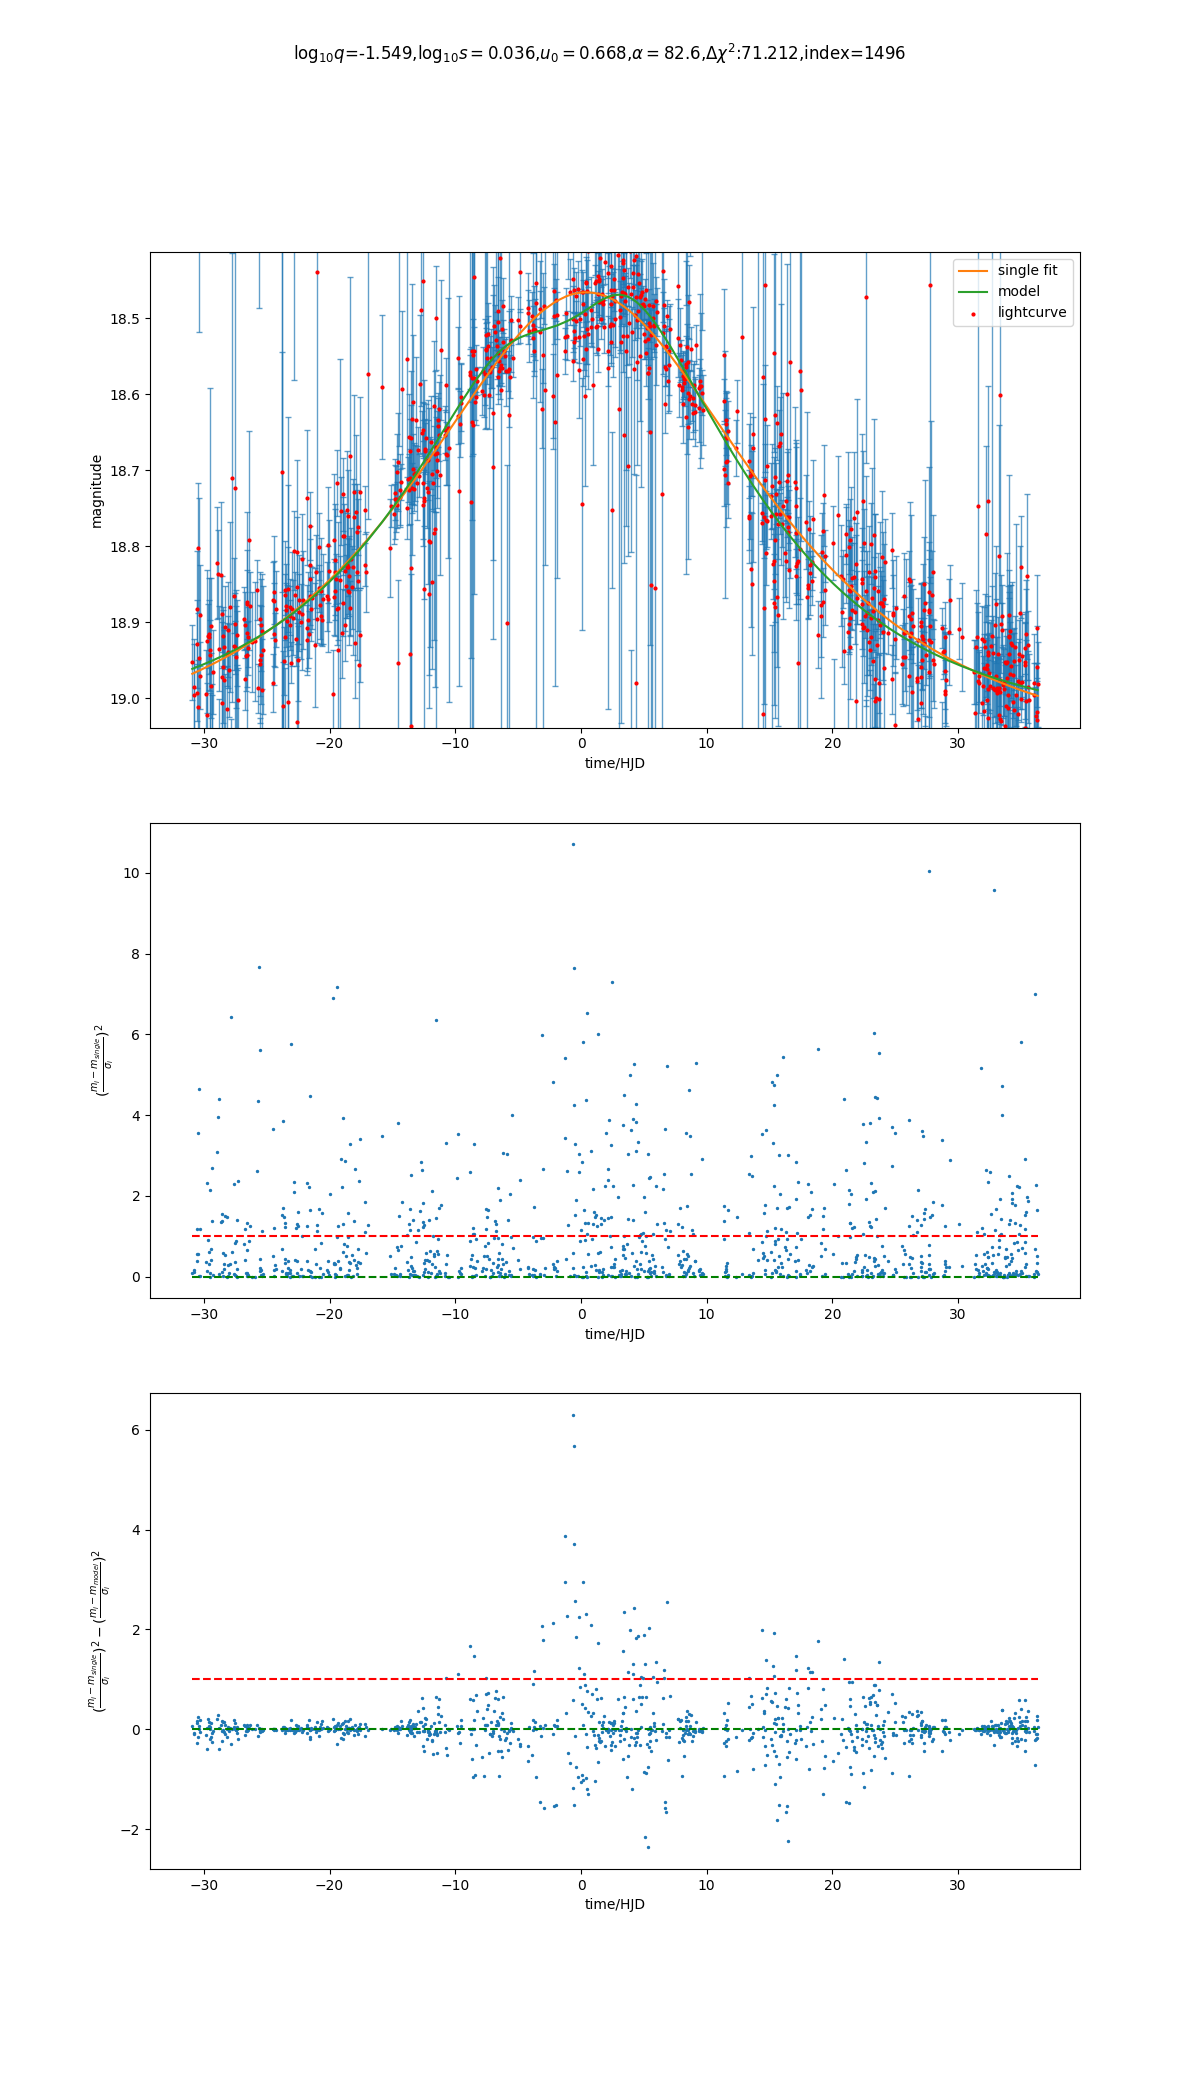 log₁₀q=-1.549,log₁₀s = 0.036,u₀ = 0.668,α = 82.6,Δχ²:71.212,index=1496
single fit
model
lightcurve
18.5
18.6
18.7
18.8
18.9
19.0
magnitude
−30 −20 −10 0 10 20 30
time/HJD
10
8
6
4
2
0
((mᵢ − m_single)/σᵢ)²
−30 −20 −10 0 10 20 30
time/HJD
6
4
2
0
−2
((mᵢ − m_single)/σᵢ)² − ((mᵢ − m_model)/σᵢ)²
−30 −20 −10 0 10 20 30
time/HJD